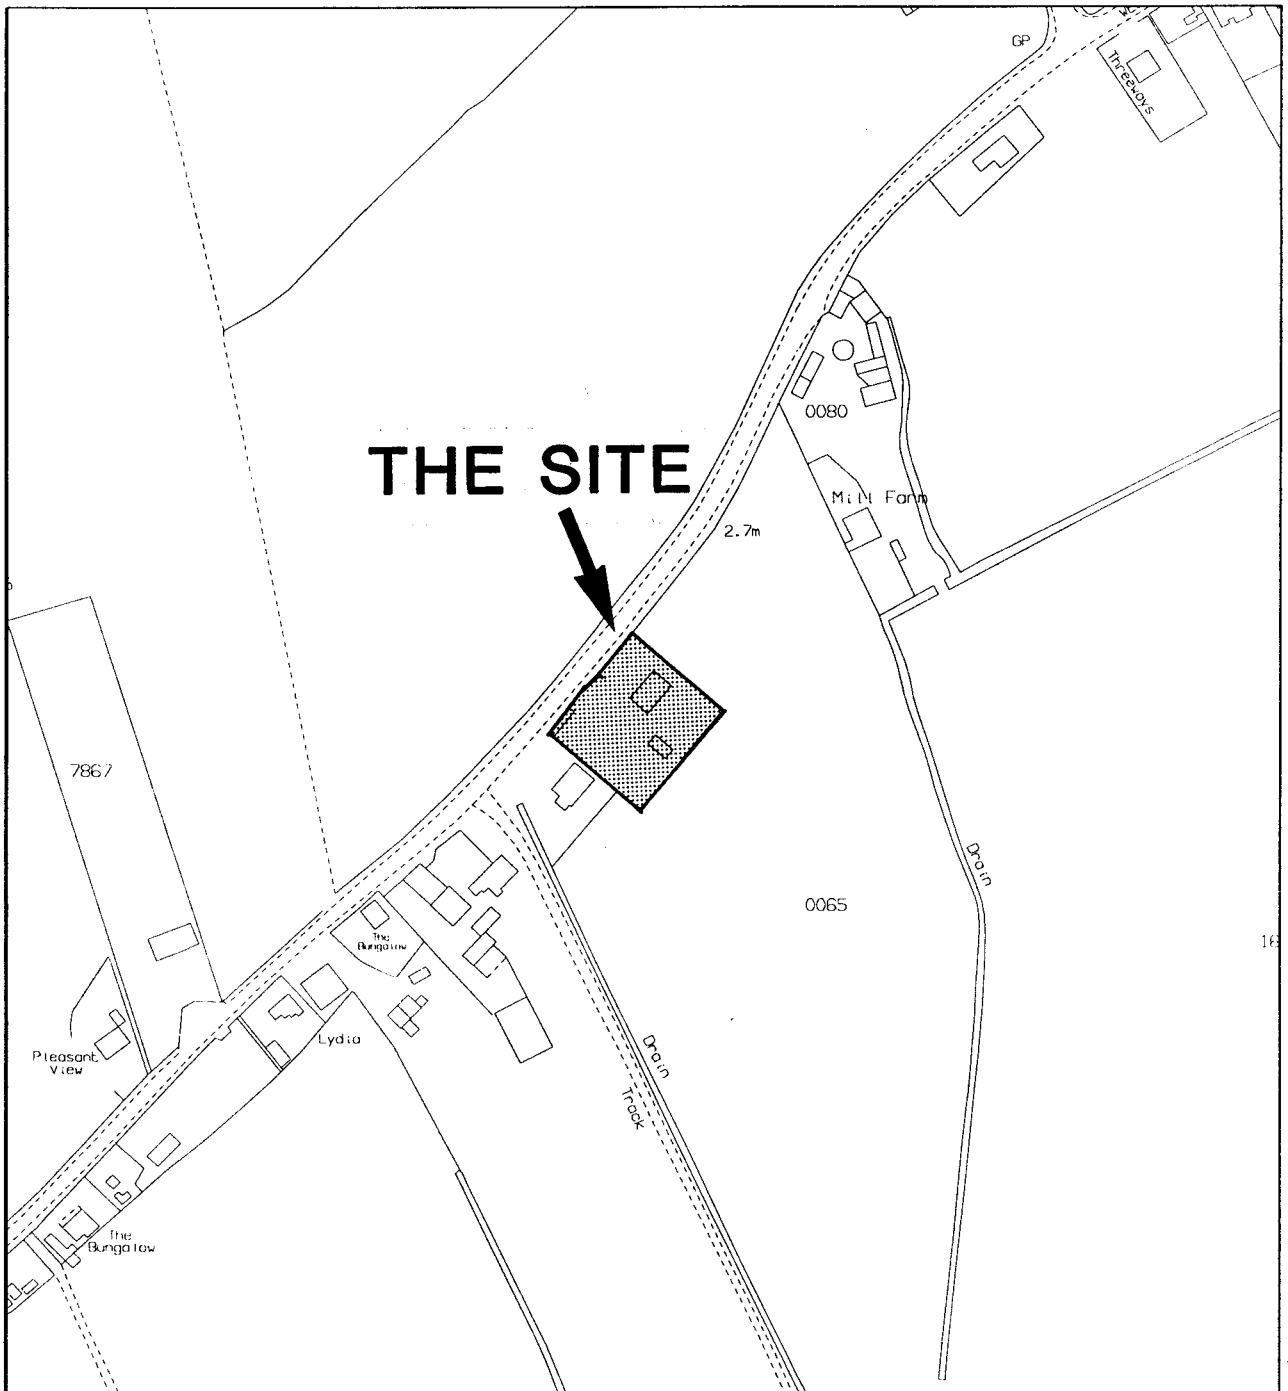 GP
Threeways
0080
THE SITE
Mill Farm
2.7m
7867
Drain
0065
The
Bungalow
Lydia
Pleasant
View
Drain
Track
The
Bungalow